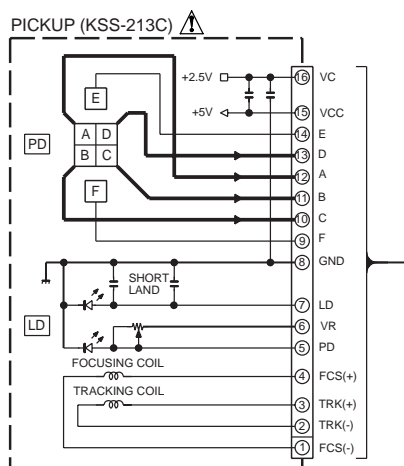 PICKUP (KSS-213C)
+2.5V 16 VC
+5V 15 VCC
E 14 E
PD A D 13 D
B C 12 A
F 11 B
10 C
9 F
8 GND
SHORT
LAND
7 LD
LD 6 VR
5 PD
FOCUSING COIL
4 FCS(+)
TRACKING COIL
3 TRK(+)
2 TRK(-)
1 FCS(-)